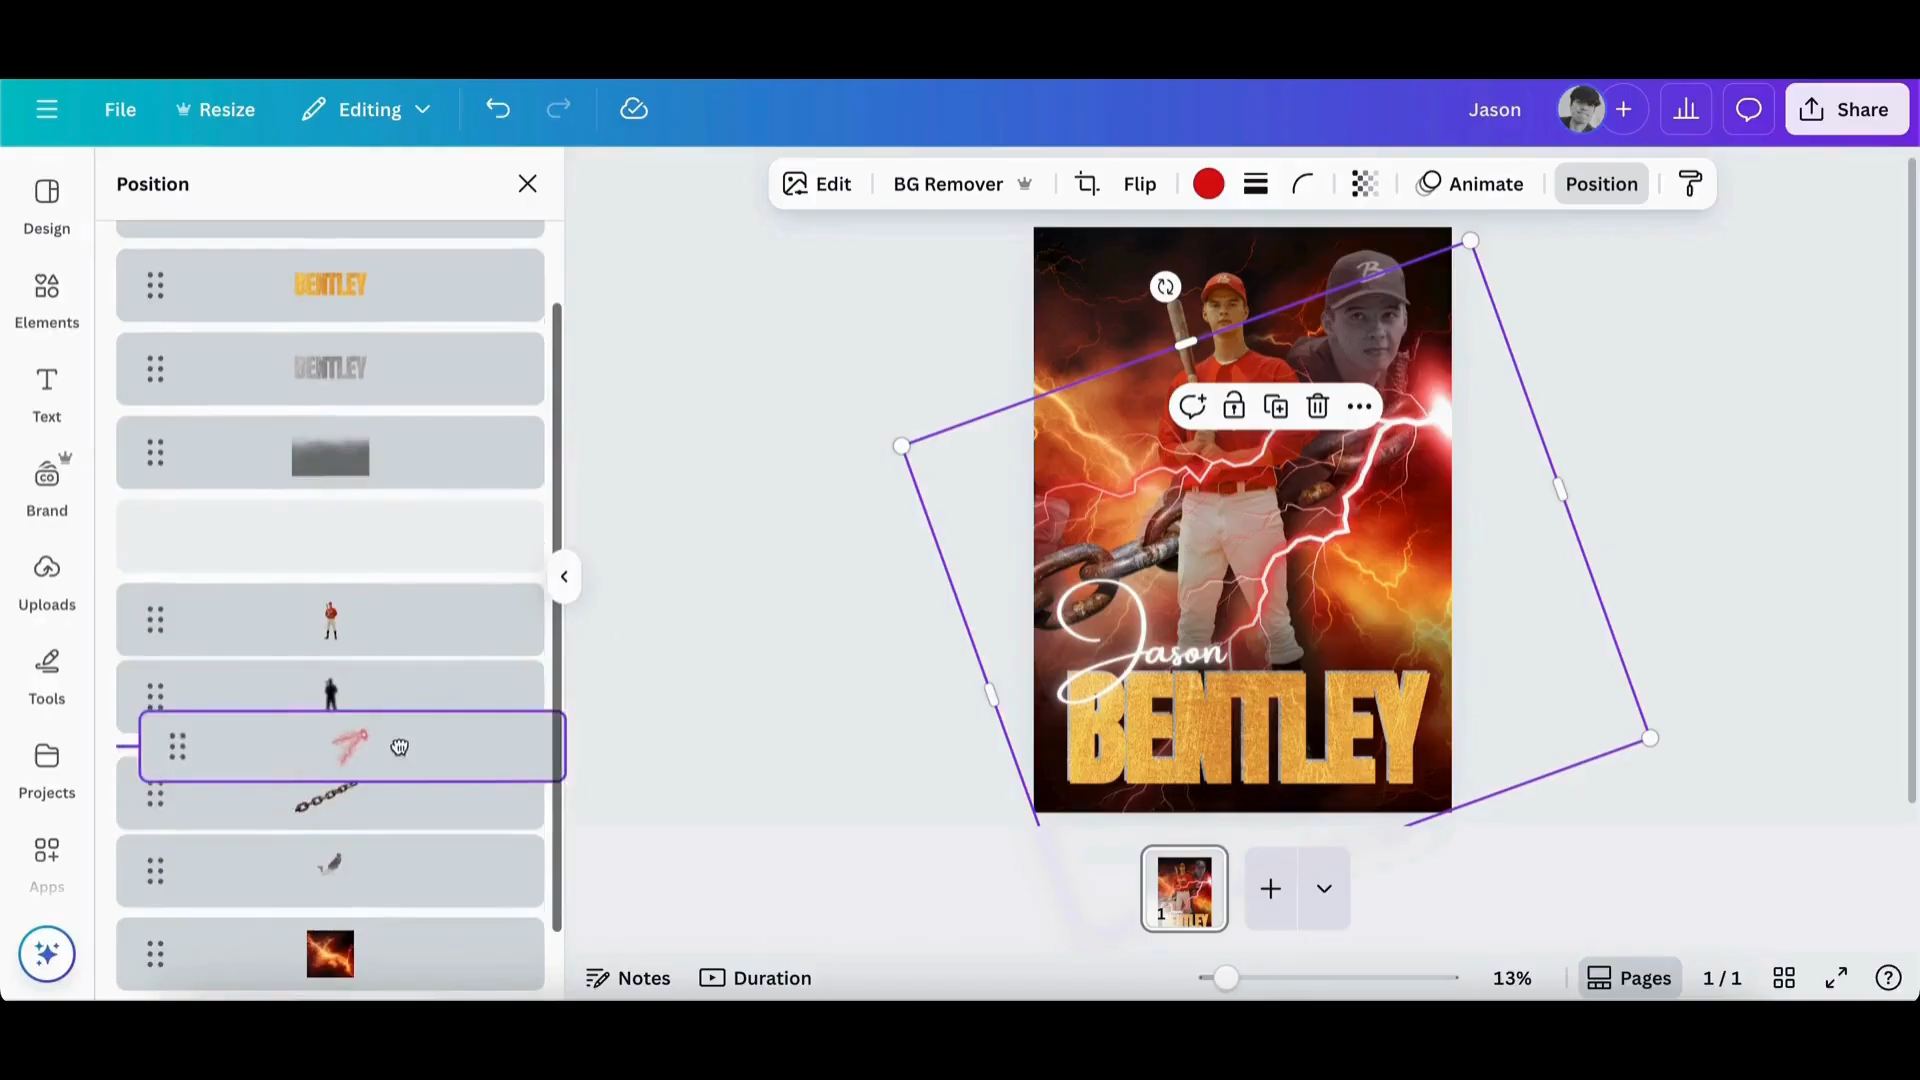 File
Resize
Editing
Jason
Share
Position
Edit
BG Remover
Flip
Animate
Position
Design
Elements
Text
Brand
Uploads
Tools
Projects
Apps
BENTLEY
BENTLEY
B
B
Jason
BENTLEY
1
Notes
Duration
13%
Pages
1 / 1